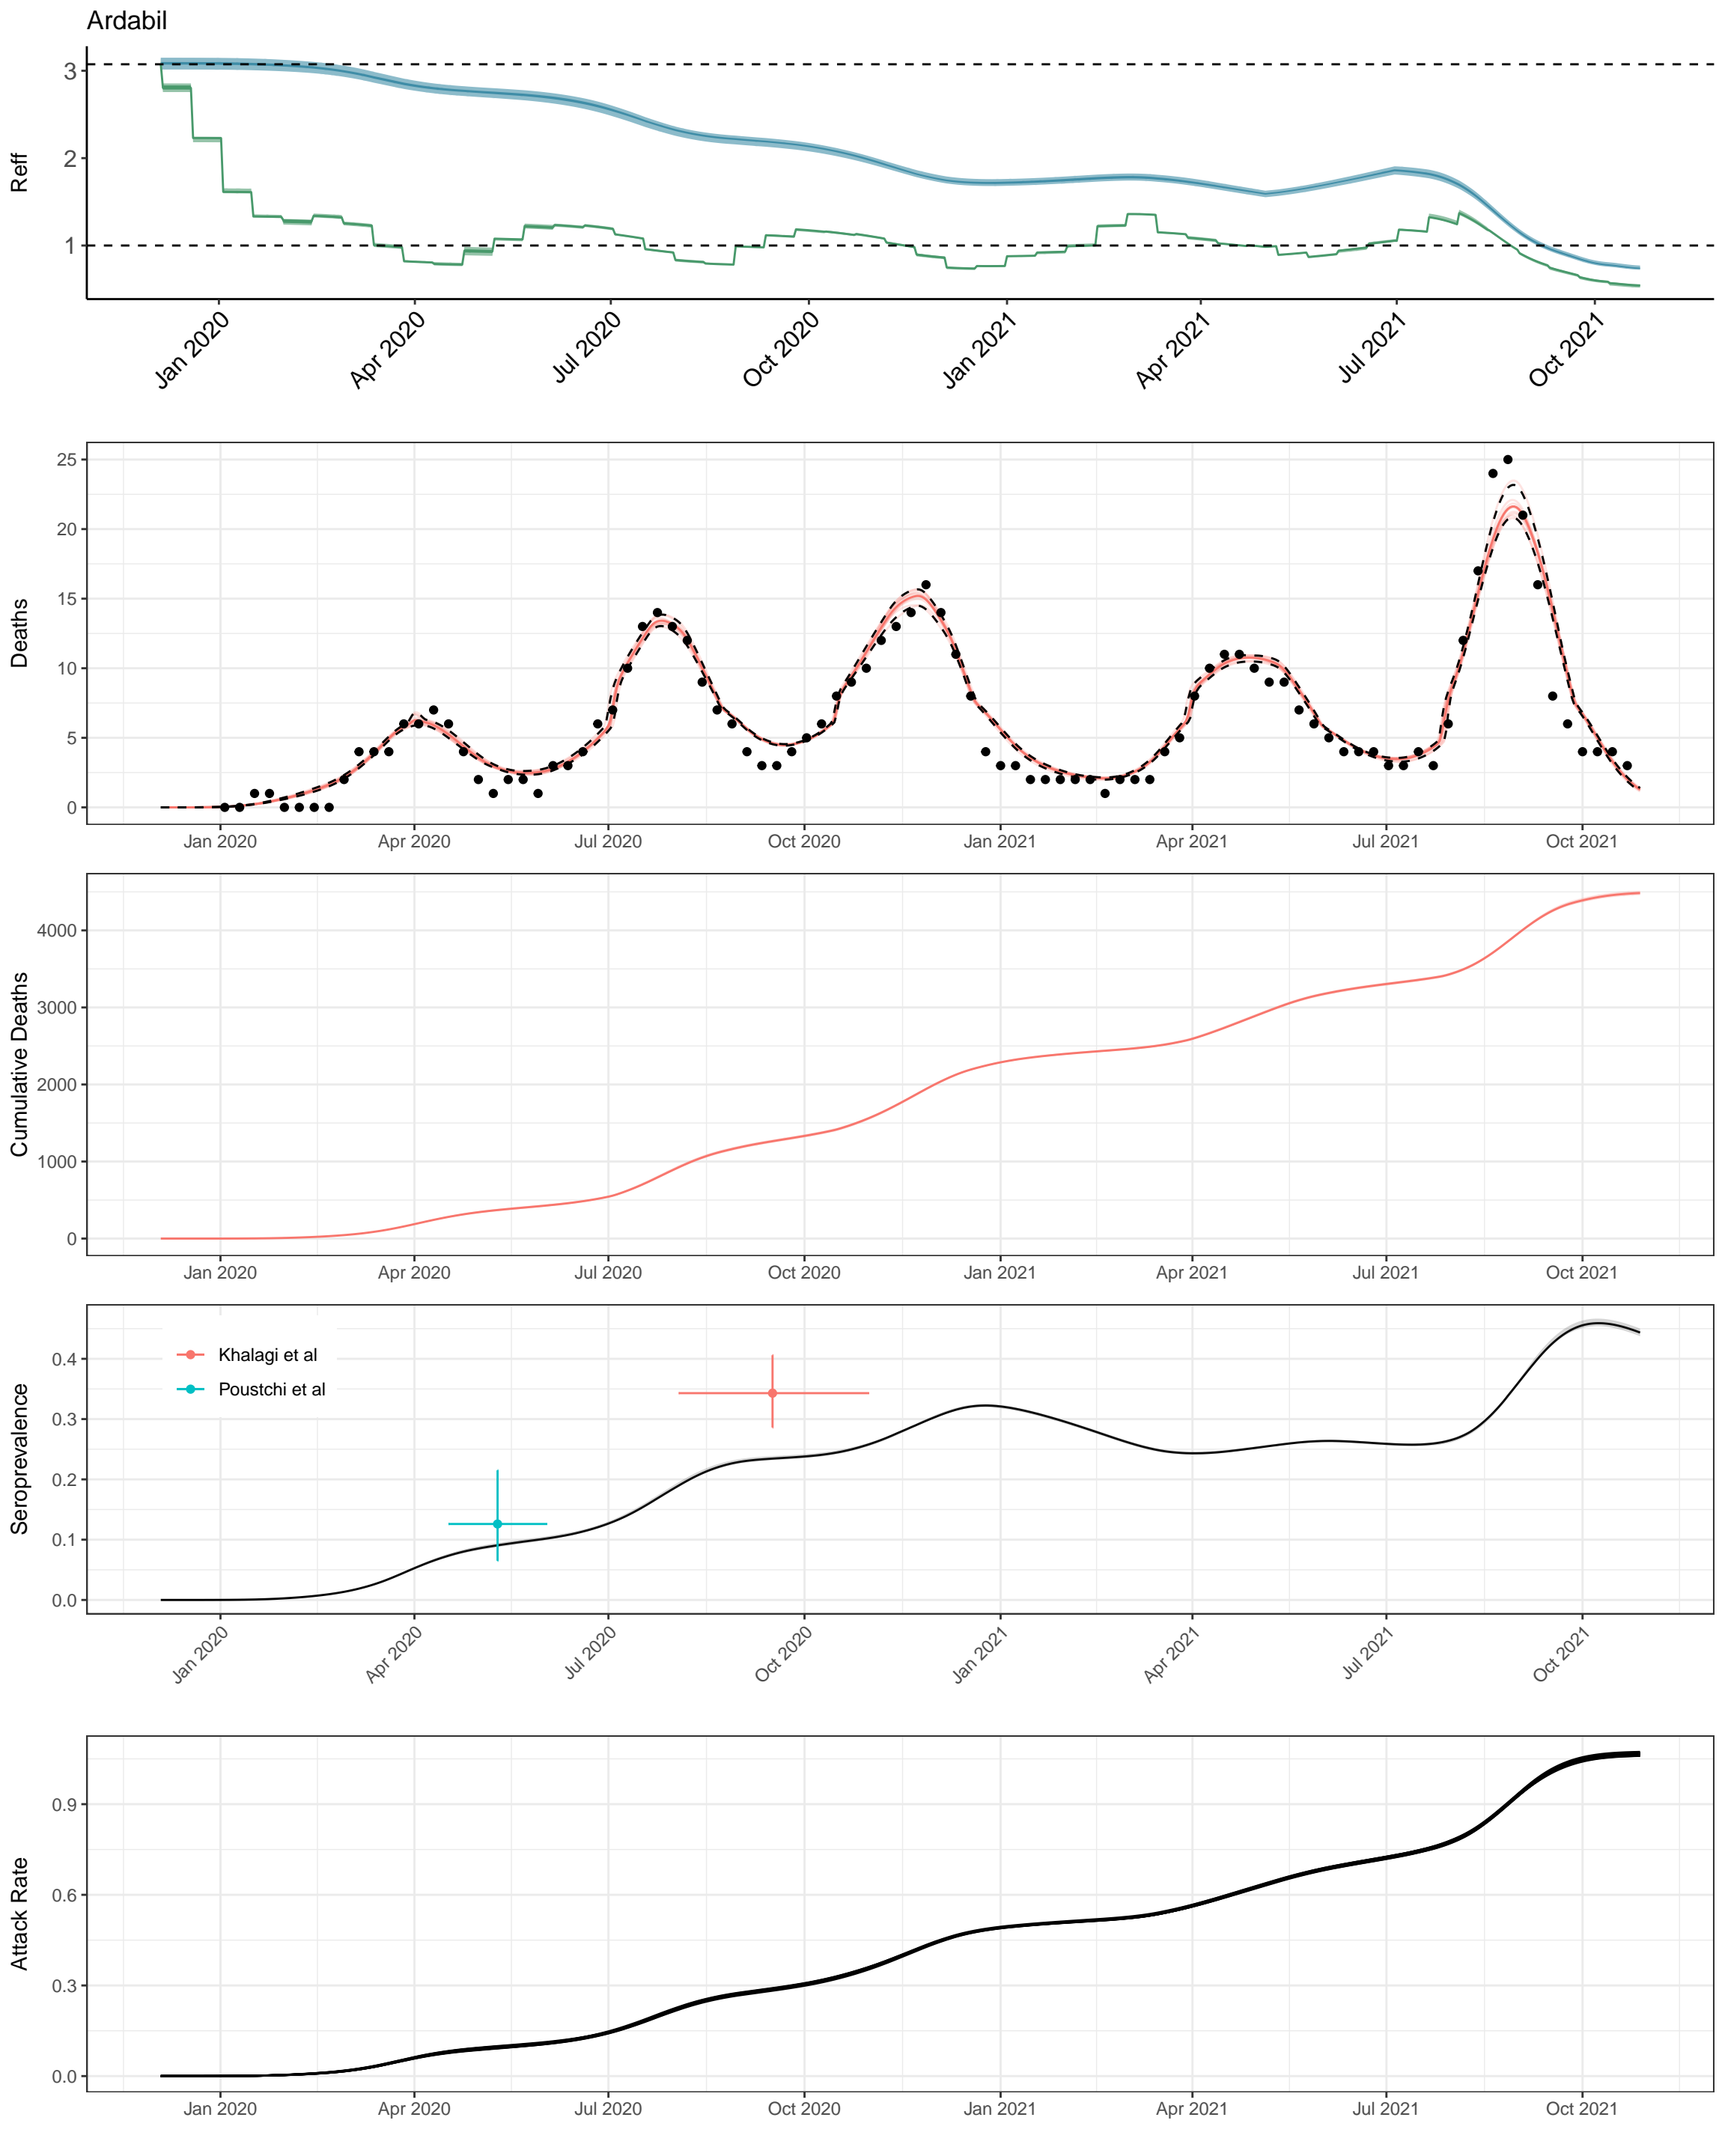 Ardabil
Reff
3
2
1
Jan 2020 Apr 2020 Jul 2020 Oct 2020 Jan 2021 Apr 2021 Jul 2021 Oct 2021
Deaths
25
20
15
10
5
0
Jan 2020 Apr 2020 Jul 2020 Oct 2020 Jan 2021 Apr 2021 Jul 2021 Oct 2021
Cumulative Deaths
4000
3000
2000
1000
0
Jan 2020 Apr 2020 Jul 2020 Oct 2020 Jan 2021 Apr 2021 Jul 2021 Oct 2021
Seroprevalence
Khalagi et al
Poustchi et al
0.4
0.3
0.2
0.1
0.0
Jan 2020 Apr 2020 Jul 2020 Oct 2020 Jan 2021 Apr 2021 Jul 2021 Oct 2021
Attack Rate
0.9
0.6
0.3
0.0
Jan 2020 Apr 2020 Jul 2020 Oct 2020 Jan 2021 Apr 2021 Jul 2021 Oct 2021